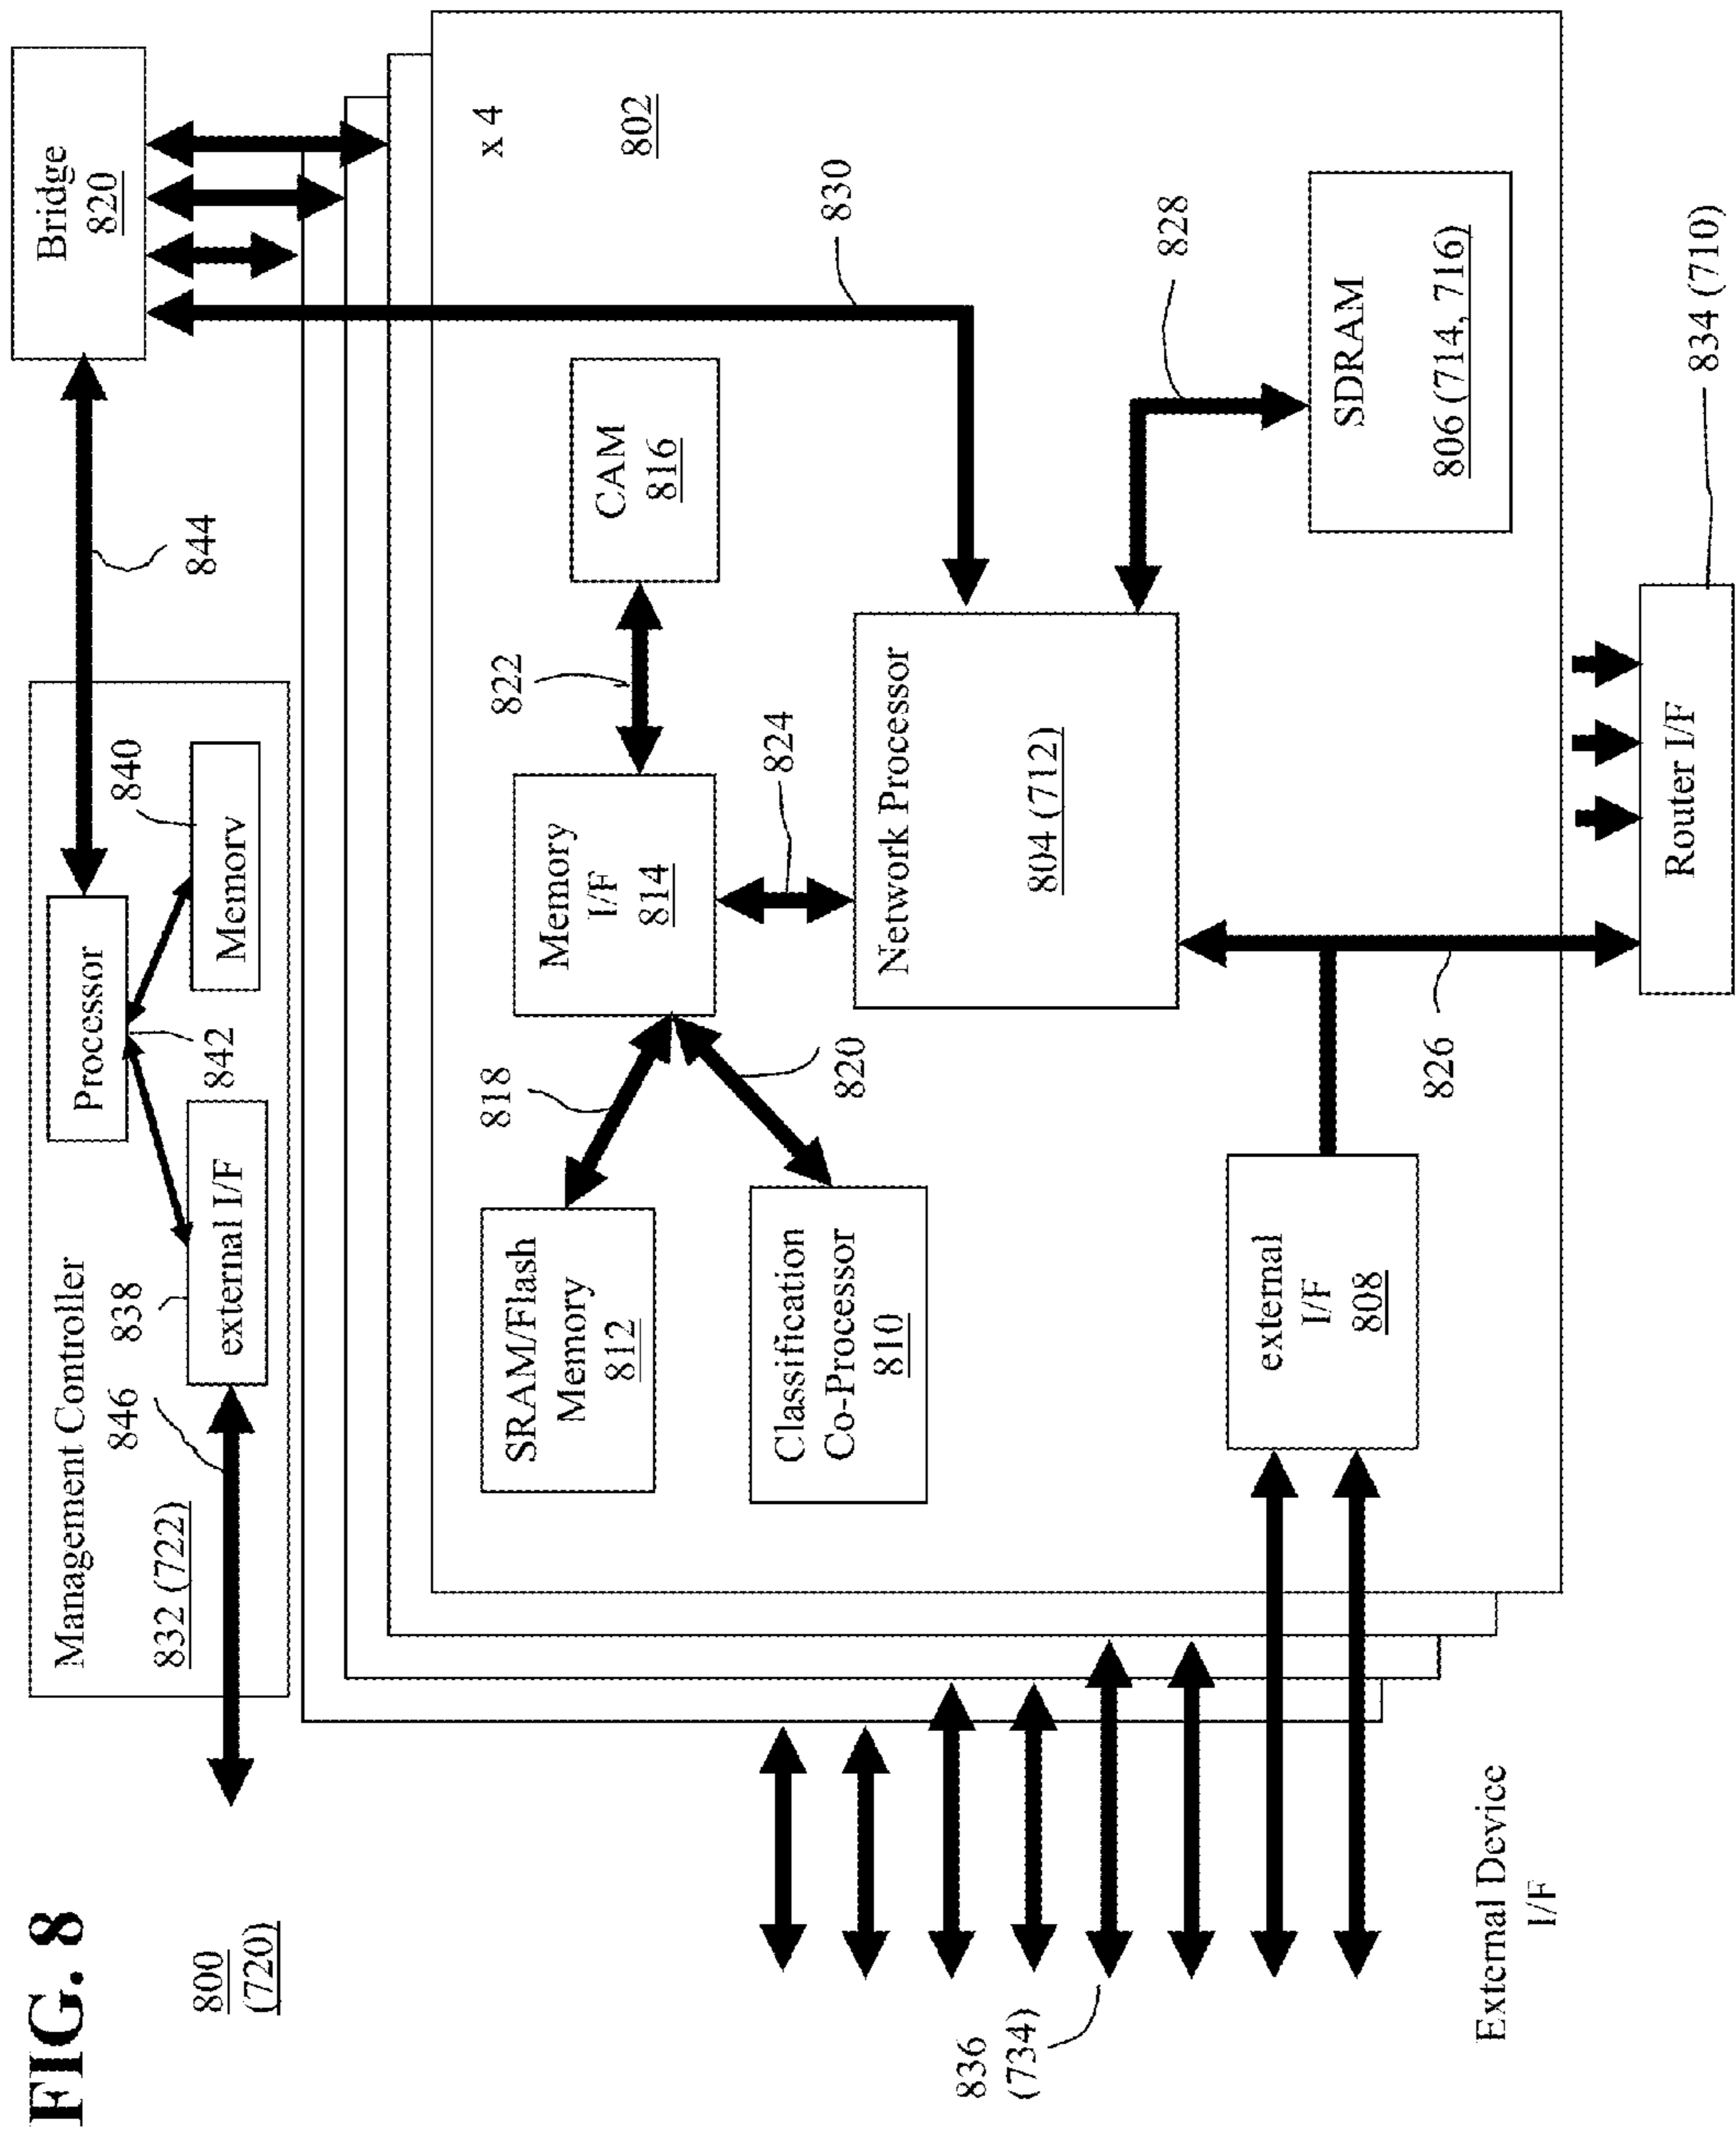 FIG. 8
800
(720)
Management Controller
832 (722)
846
838
external I/F
Processor
842
840
Memory
844
Bridge
820
x 4
802
SRAM/Flash
Memory
812
818
Classification
Co-Processor
810
820
Memory
I/F
814
822
CAM
816
824
Network Processor
804 (712)
830
828
SDRAM
806 (714, 716)
external
I/F
808
826
836
(734)
External Device
I/F
Router I/F
834 (710)